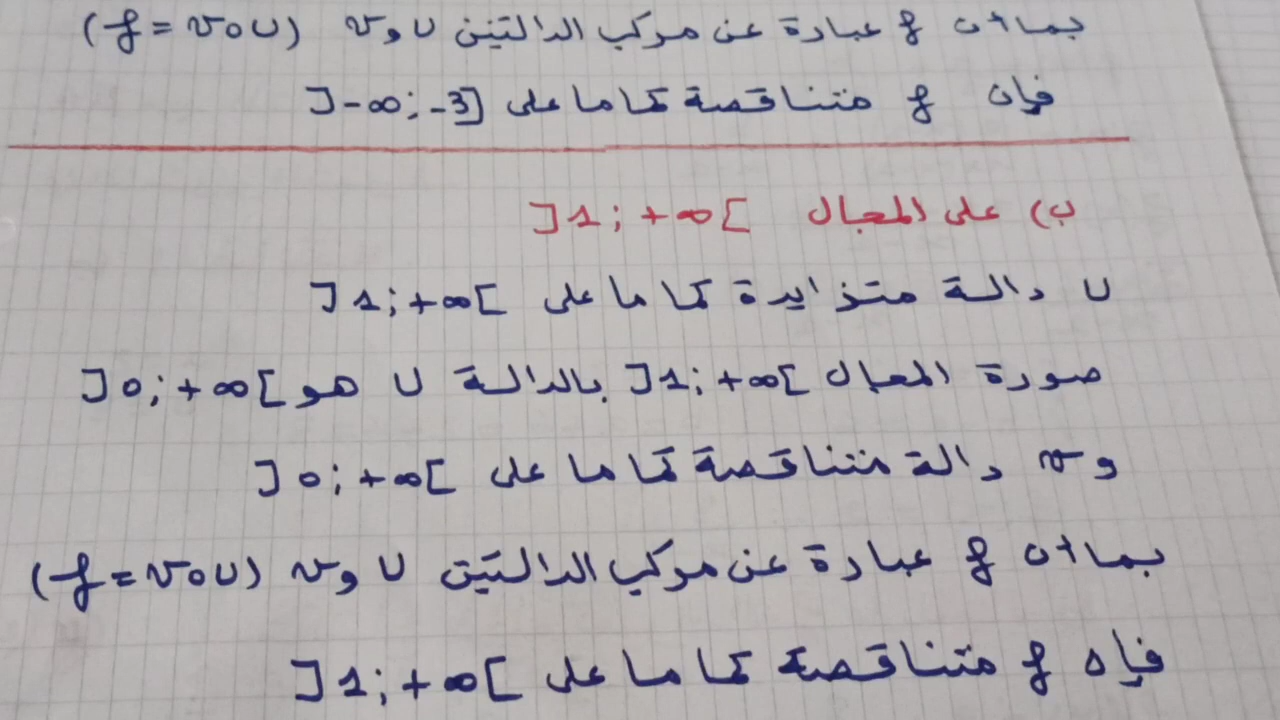 بما أن f عبارة عن مركب الدالتين u و v (f = v∘u)
فإن f متناقصة تماما على ]-∞;-3]
ب) على المجال ]1;+∞[
u دالة متزايدة تماما على ]1;+∞[
صورة المجال ]1;+∞[ بالدالة u هو ]0;+∞[
و v دالة متناقصة تماما على ]0;+∞[
بما أن f عبارة عن مركب الدالتين u و v (f = v∘u)
فإن f متناقصة تماما على ]1;+∞[